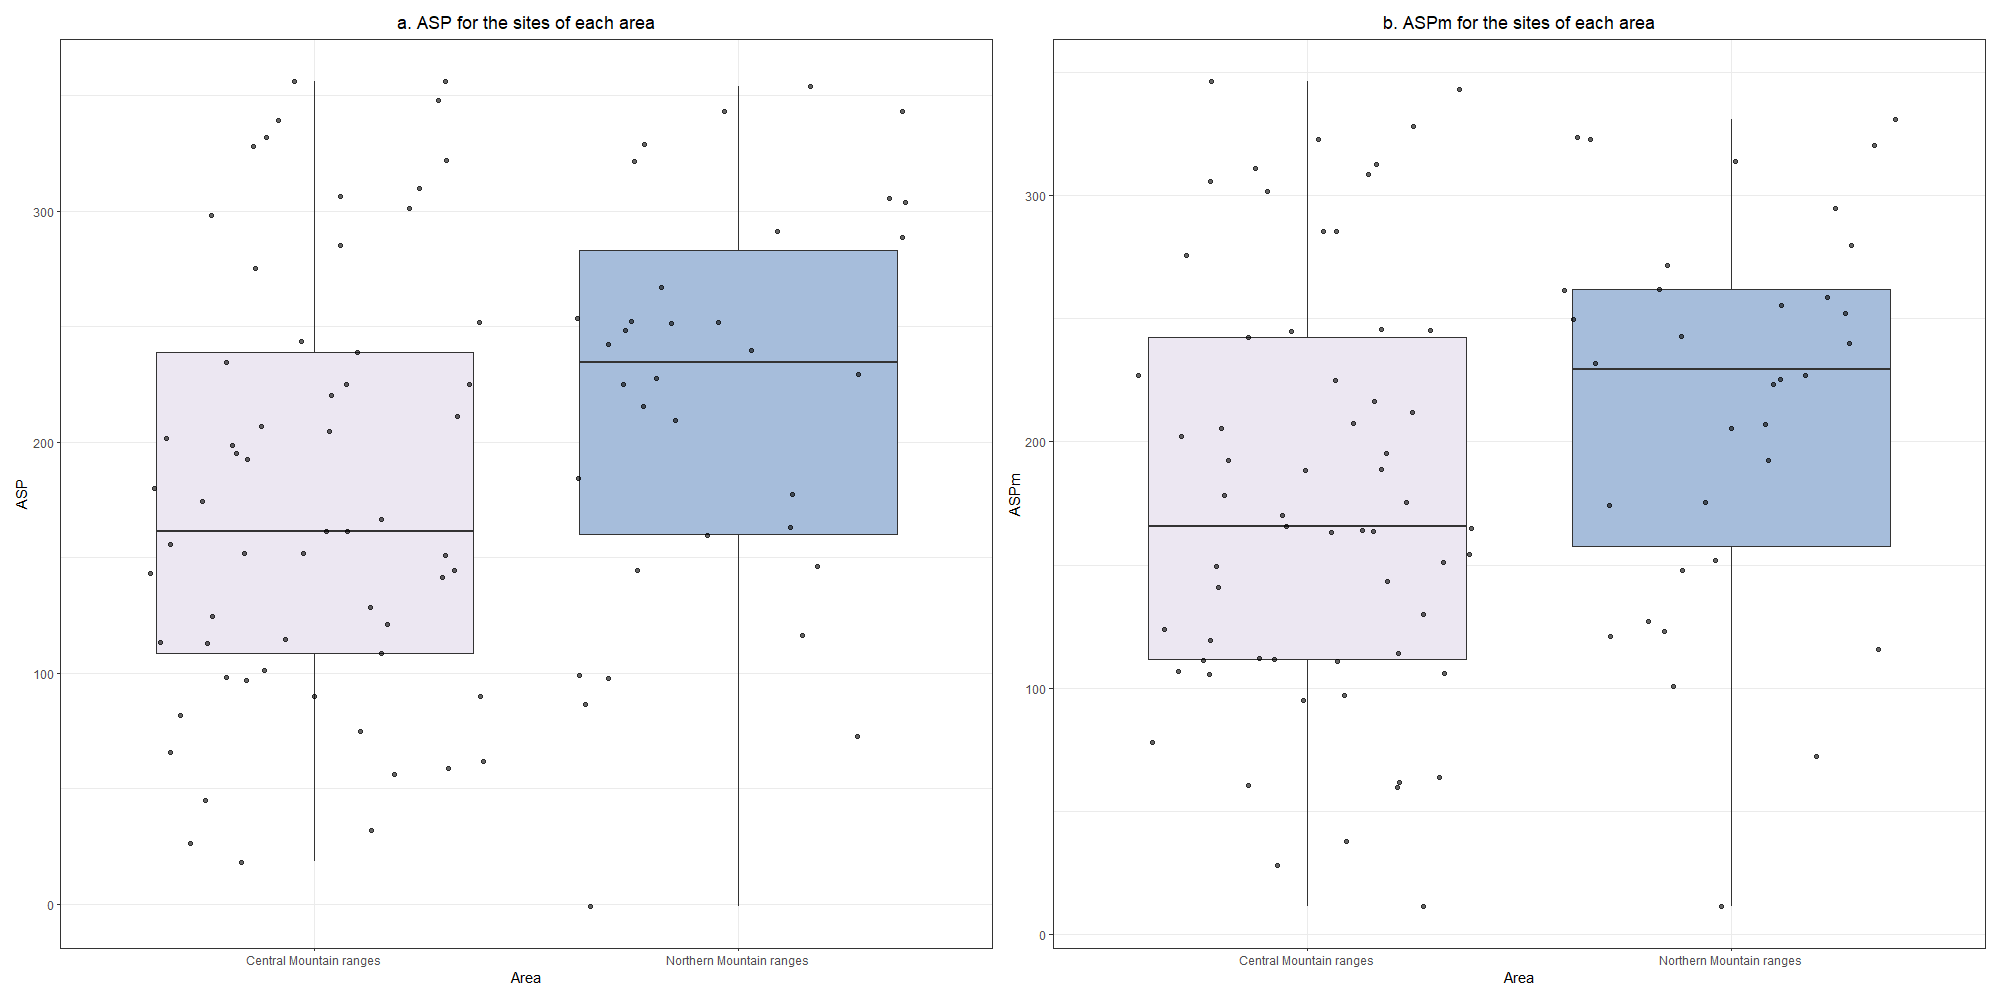 a. ASP for the sites of each area
ASP
300
200
100
0
Central Mountain ranges
Northern Mountain ranges
Area
b. ASPm for the sites of each area
ASPm
300
200
100
0
Central Mountain ranges
Northern Mountain ranges
Area